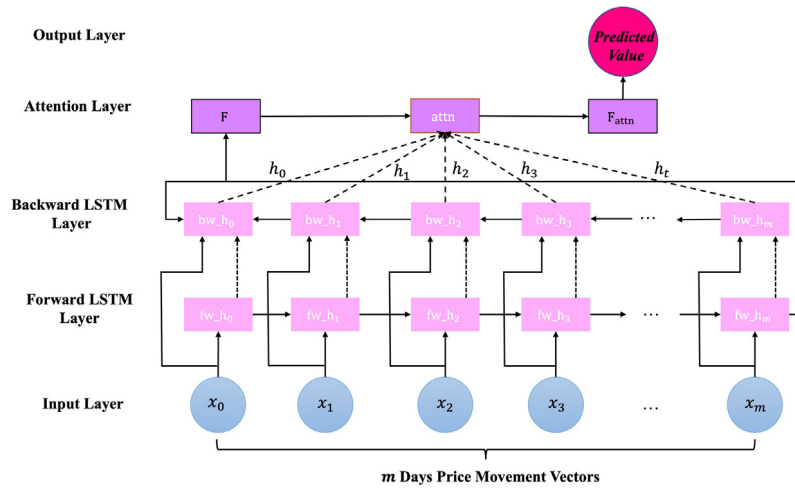 Output Layer
Predicted
Value
Attention Layer
F
attn
F_attn
h_0
h_1
h_2
h_3
h_t
Backward LSTM
Layer
bw_h_0
bw_h_1
bw_h_2
bw_h_3
...
bw_h_m
Forward LSTM
Layer
fw_h_0
fw_h_1
fw_h_2
fw_h_3
...
fw_h_m
Input Layer
x_0
x_1
x_2
x_3
...
x_m
m Days Price Movement Vectors